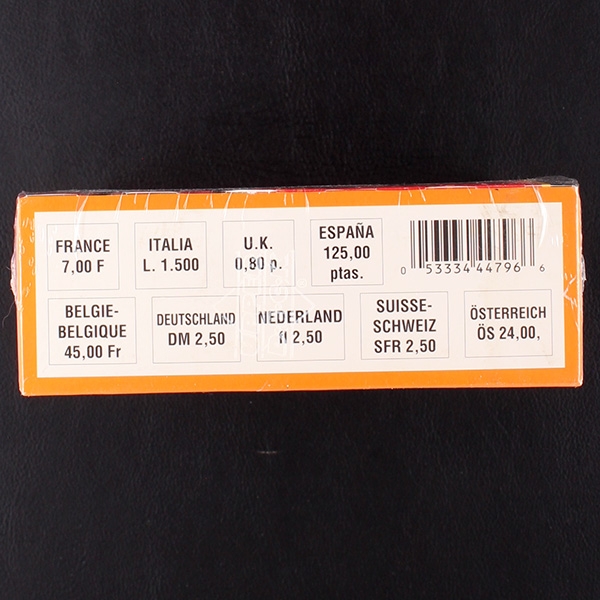 FRANCE
7,00 F
ITALIA
L. 1.500
U.K.
0,80 p.
ESPAÑA
125,00
ptas.
0 53334 44796 6
BELGIE-
BELGIQUE
45,00 Fr
DEUTSCHLAND
DM 2,50
NEDERLAND
fl 2,50
SUISSE-
SCHWEIZ
SFR 2,50
ÖSTERREICH
ÖS 24,00,